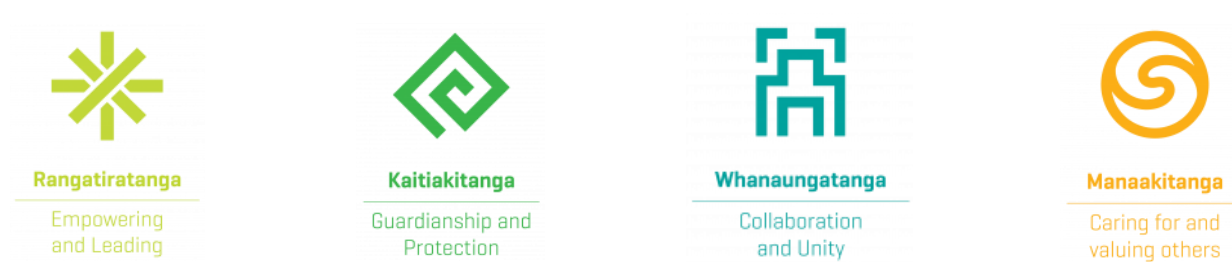 Rangatiratanga
Empowering
and Leading
Kaitiakitanga
Guardianship and
Protection
Whanaungatanga
Collaboration
and Unity
Manaakitanga
Caring for and
valuing others